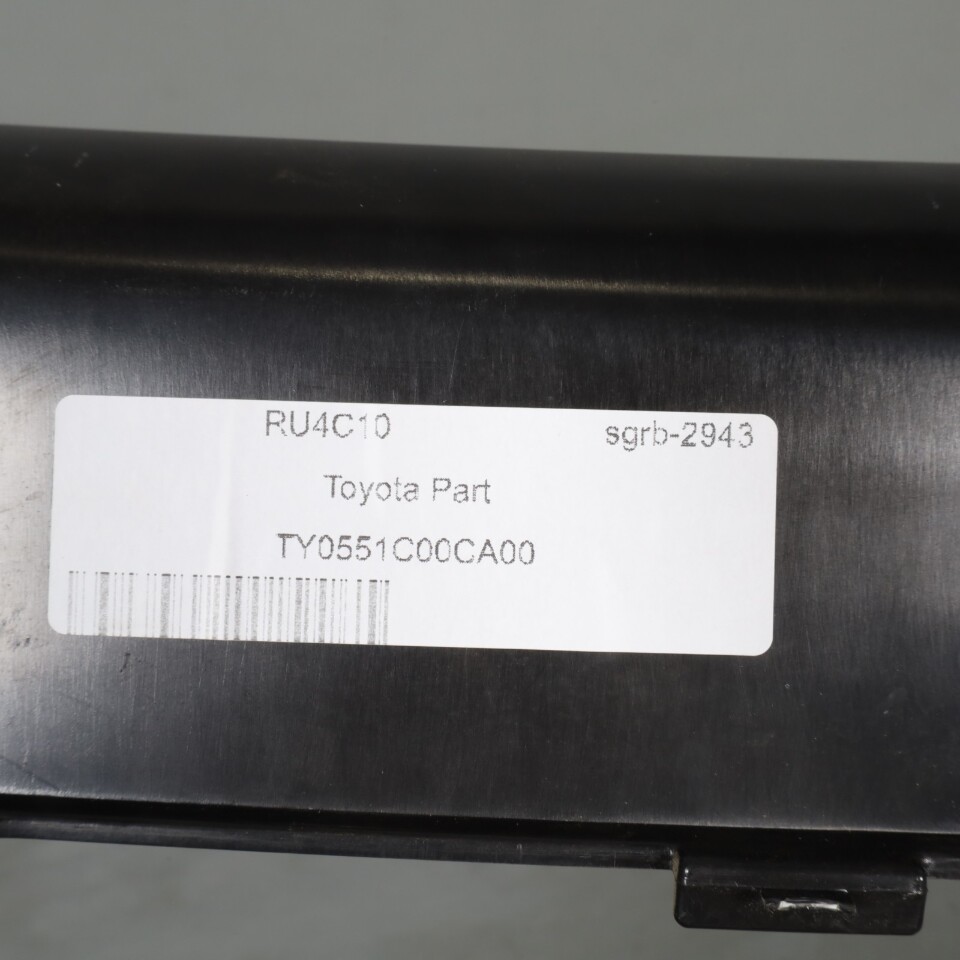 RU4C10 sgrb-2943
Toyota Part
TY0551C00CA00